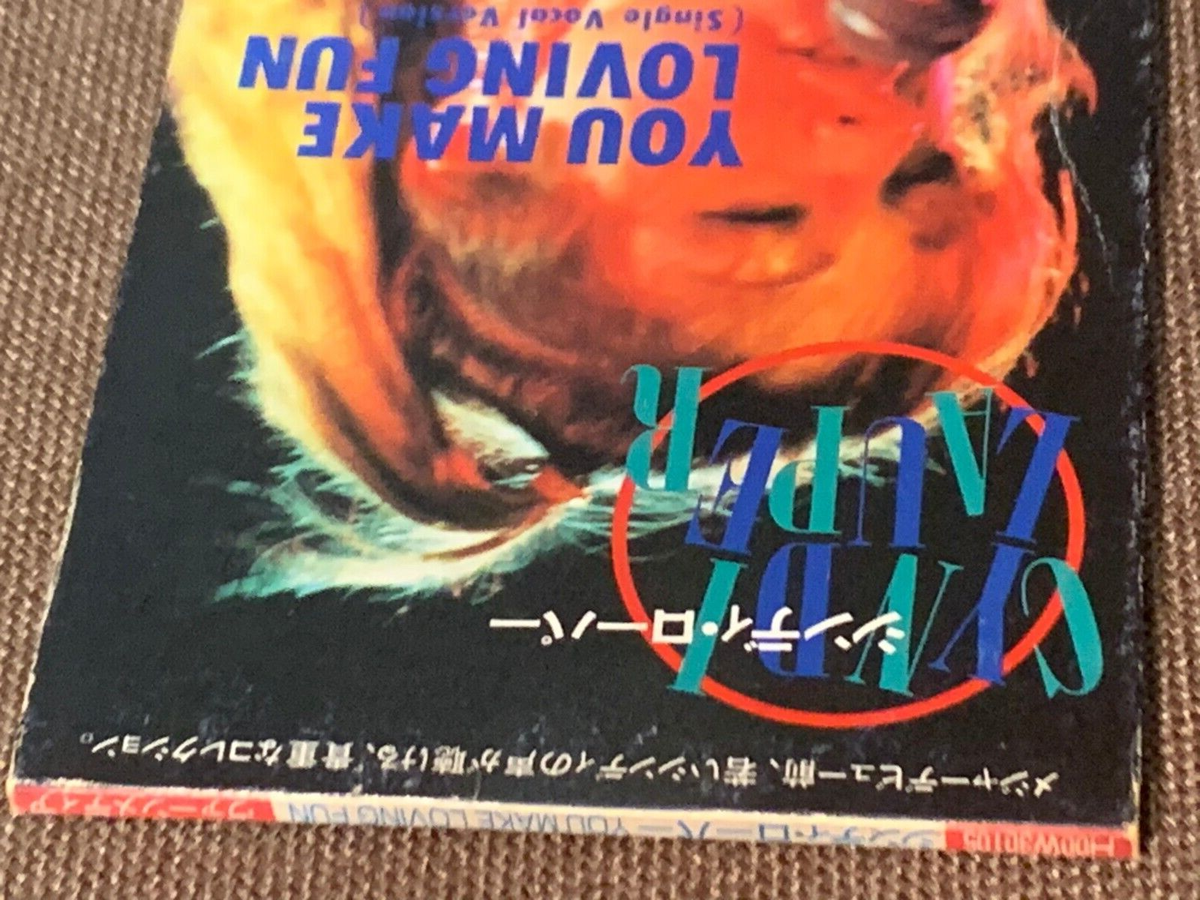 シンディ・ローパー YOU MAKE LOVING FUN
メジャーデビュー前、若いシンディの声が聴ける、貴重なコレクション。
CYNDI
シンディ・ローパー
LAUPER
YOU MAKE
LOVING FUN
(Single Vocal Version)